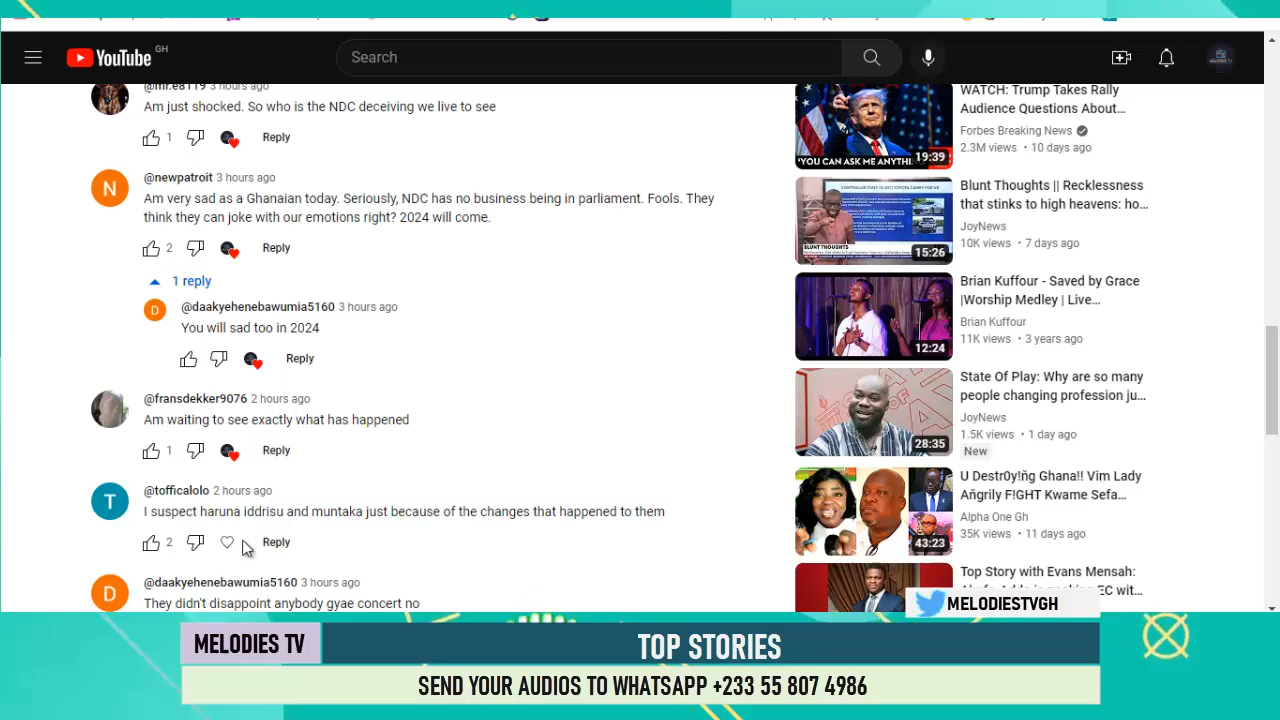 YouTube GH
Search
@mr.e8119 3 hours ago
Am just shocked. So who is the NDC deceiving we live to see
1 Reply
@newpatroit 3 hours ago
N
Am very sad as a Ghanaian today. Seriously, NDC has no business being in parliament. Fools. They
think they can joke with our emotions right? 2024 will come.
2 Reply
1 reply
@daakyehenebawumia5160 3 hours ago
D
You will sad too in 2024
Reply
@fransdekker9076 2 hours ago
Am waiting to see exactly what has happened
1 Reply
@tofficalolo 2 hours ago
T
I suspect haruna iddrisu and muntaka just because of the changes that happened to them
2 Reply
@daakyehenebawumia5160 3 hours ago
D
They didn't disappoint anybody gyae concert no
WATCH: Trump Takes Rally
Audience Questions About...
Forbes Breaking News
2.3M views • 10 days ago
19:39
Blunt Thoughts || Recklessness
that stinks to high heavens: ho...
JoyNews
10K views • 7 days ago
BLUNT THOUGHTS
15:26
Brian Kuffour - Saved by Grace
|Worship Medley | Live...
Brian Kuffour
11K views • 3 years ago
12:24
State Of Play: Why are so many
people changing profession ju...
JoyNews
1.5K views • 1 day ago
New
28:35
U Destr0y!ňg Ghana!! Vim Lady
Aňgrily F!GHT Kwame Sefa...
Alpha One Gh
35K views • 11 days ago
43:23
Top Story with Evans Mensah:
MELODIESTVGH
MELODIES TV
TOP STORIES
SEND YOUR AUDIOS TO WHATSAPP +233 55 807 4986